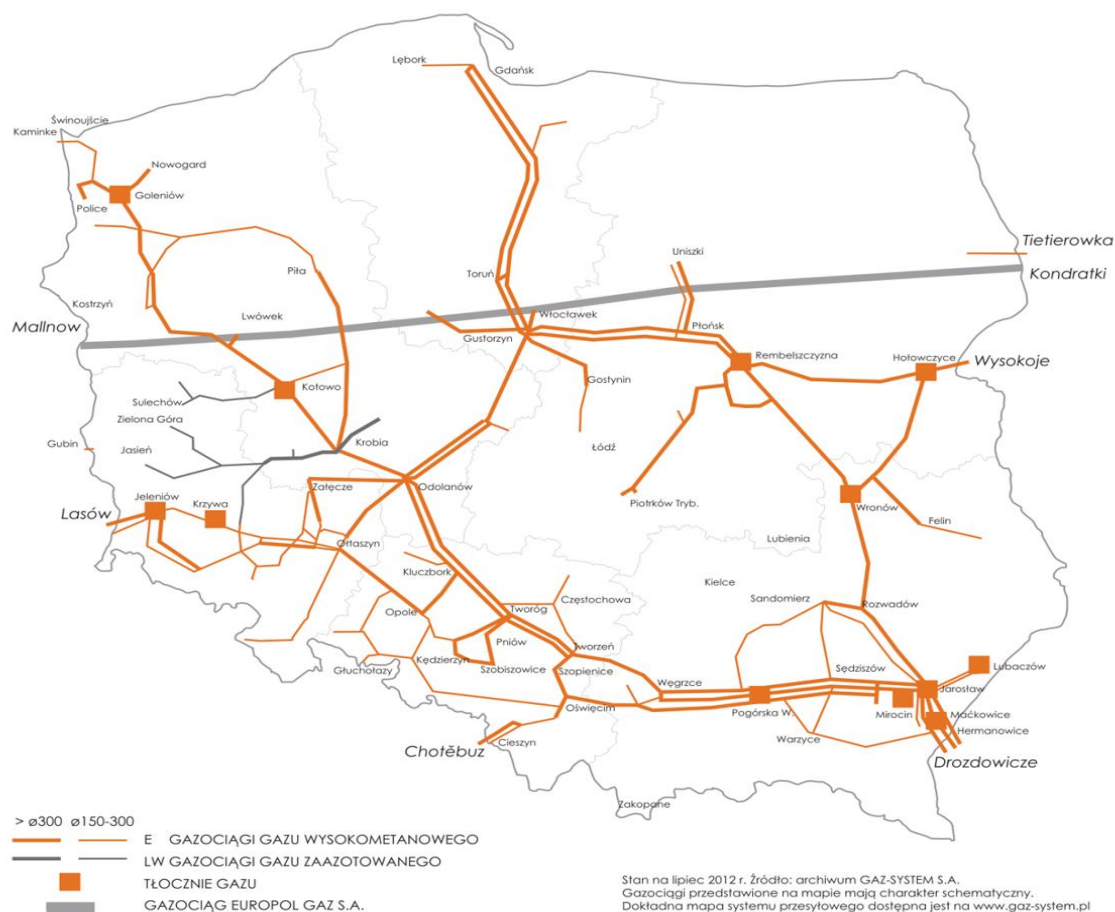 Lębork
Gdańsk
Świnoujście
Kaminke
Nowogard
Goleniów
Police
Tietierowka
Uniszki
Toruń
Piła
Kondratki
Kostrzyń
Lwówek
Włocławek
Mallnow
Gustorzyn
Płońsk
Rembelszczyzna
Hołowczyce
Wysokoje
Gostynin
Kotowo
Sulechów
Zielona Góra
Krobia
Gubin
Jasień
Łódź
Załęcze
Odolanów
Jeleniów
Krzywa
Piotrków Tryb.
Wronów
Lasów
Felin
Lubienia
Ołtaszyn
Kluczbork
Kielce
Częstochowa
Sandomierz
Opole
Tworóg
Rozwadów
Pniów
Tworzeń
Kędzierzyn
Głuchołazy
Szobiszowice
Szopienice
Sędziszów
Lubaczów
Węgrzce
Jarosław
Oświęcim
Pogórska W.
Mirocin
Maćkowice
Hermanowice
Warzyce
Cieszyn
Chotěbuz
Drozdowicze
Zakopane
> ø300 ø150-300
E GAZOCIĄGI GAZU WYSOKOMETANOWEGO
LW GAZOCIĄGI GAZU ZAAZOTOWANEGO
TŁOCZNIE GAZU
GAZOCIĄG EUROPOL GAZ S.A.
Stan na lipiec 2012 r. Źródło: archiwum GAZ-SYSTEM S.A.
Gazociągi przedstawione na mapie mają charakter schematyczny.
Dokładna mapa systemu przesyłowego dostępna jest na www.gaz-system.pl